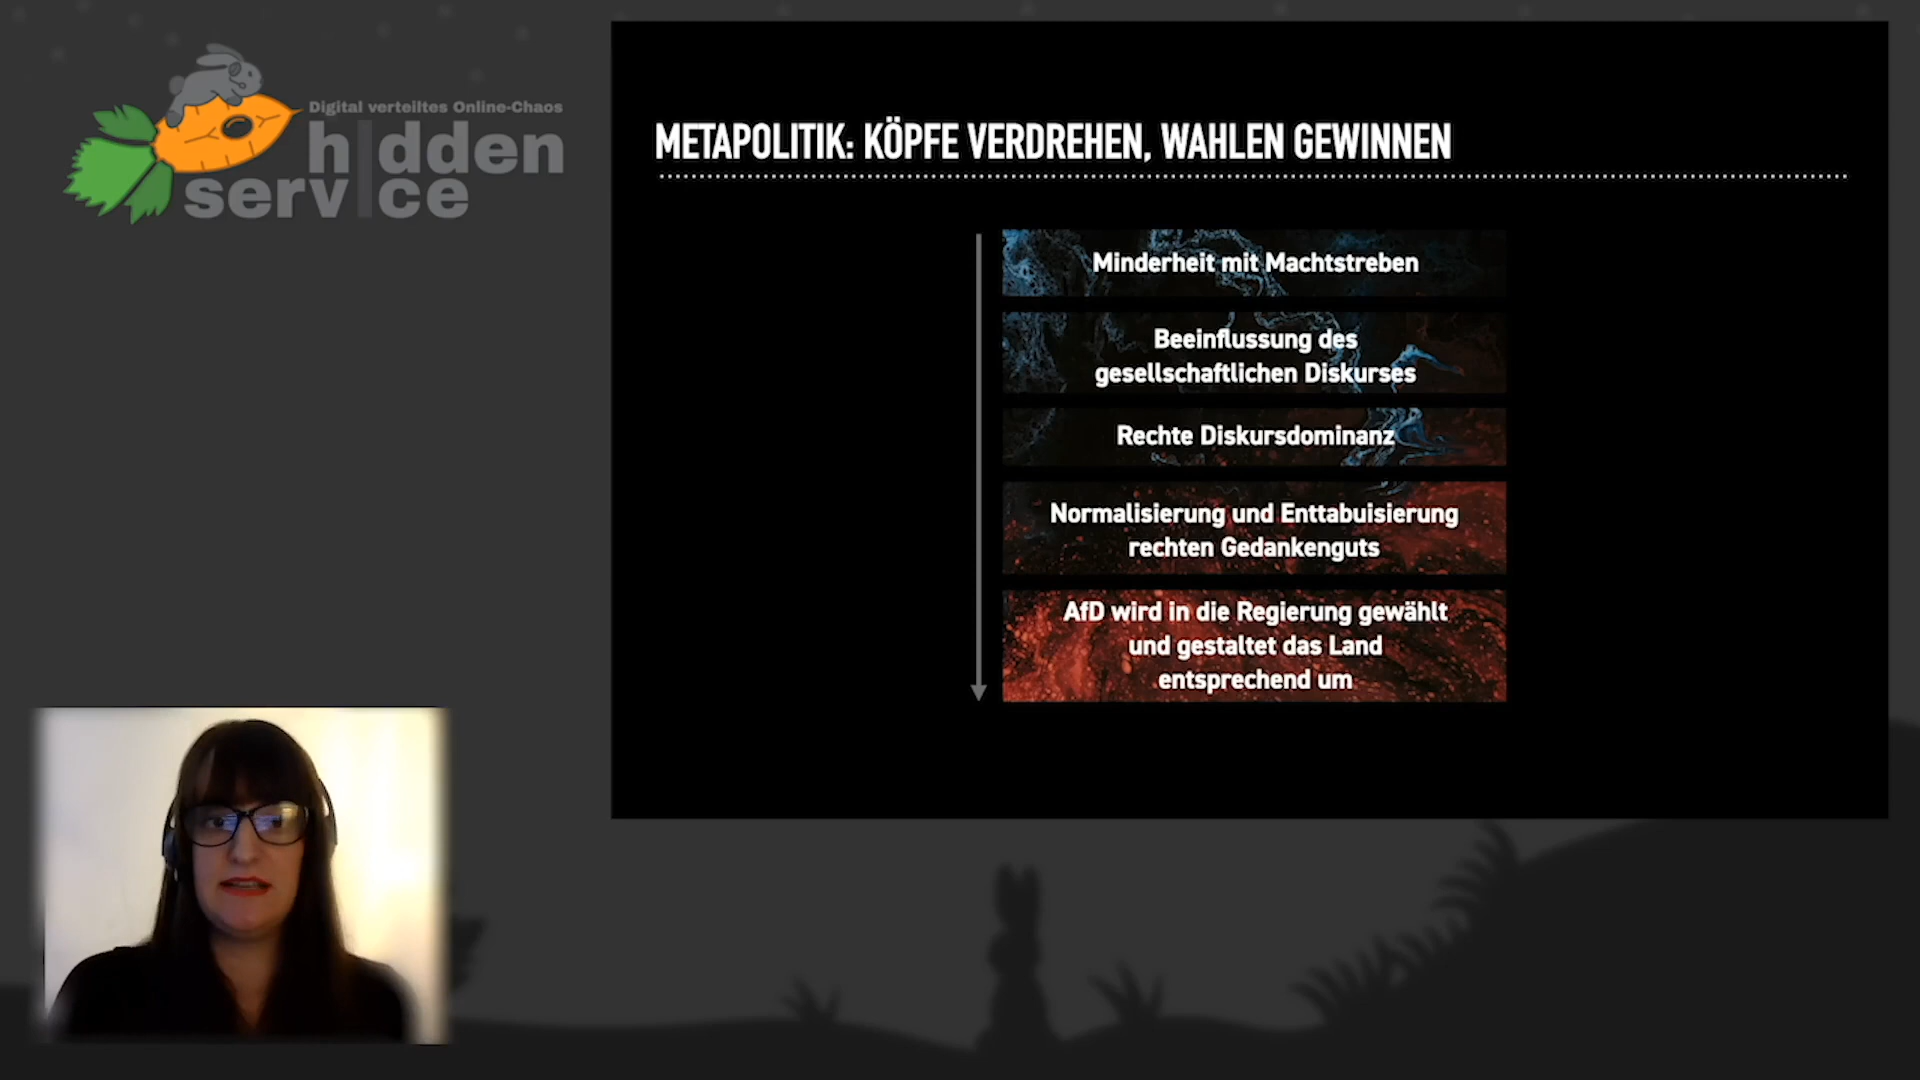 Digital verteiltes Online-Chaos
hidden
service
METAPOLITIK: KÖPFE VERDREHEN, WAHLEN GEWINNEN
Minderheit mit Machtstreben
Beeinflussung des
gesellschaftlichen Diskurses
Rechte Diskursdominanz
Normalisierung und Enttabuisierung
rechten Gedankenguts
AfD wird in die Regierung gewählt
und gestaltet das Land
entsprechend um